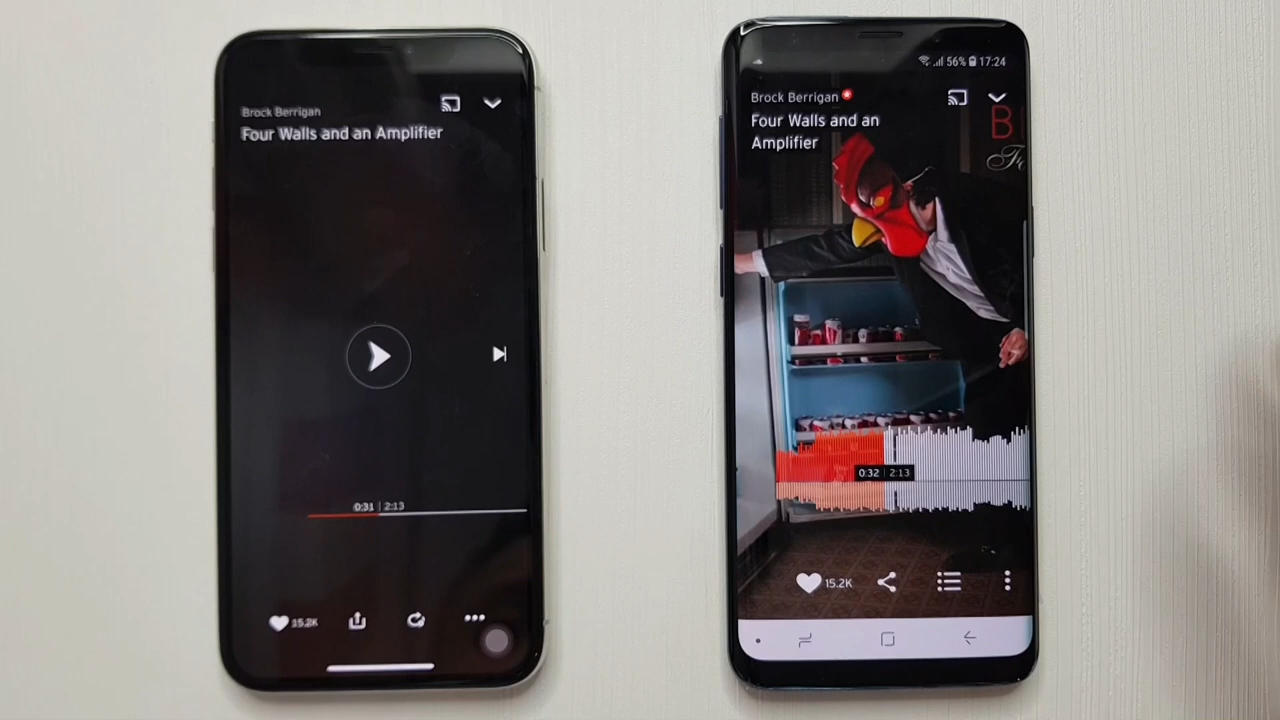 Brock Berrigan
Four Walls and an Amplifier
0:31 | 2:13
15.2K
56% 17:24
Brock Berrigan
Four Walls and an
Amplifier
0:32 | 2:13
15.2K